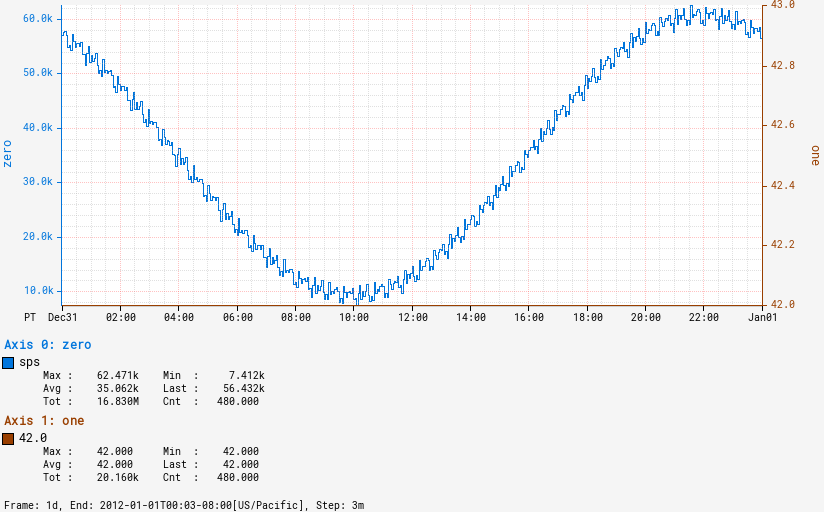 60.0k
50.0k
40.0k
30.0k
20.0k
10.0k
zero
43.0
42.8
42.6
42.4
42.2
42.0
one
PT Dec31 02:00 04:00 06:00 08:00 10:00 12:00 14:00 16:00 18:00 20:00 22:00 Jan01
Axis 0: zero
sps
Max : 62.471k Min : 7.412k
Avg : 35.062k Last : 56.432k
Tot : 16.830M Cnt : 480.000
Axis 1: one
42.0
Max : 42.000 Min : 42.000
Avg : 42.000 Last : 42.000
Tot : 20.160k Cnt : 480.000
Frame: 1d, End: 2012-01-01T00:03-08:00[US/Pacific], Step: 3m